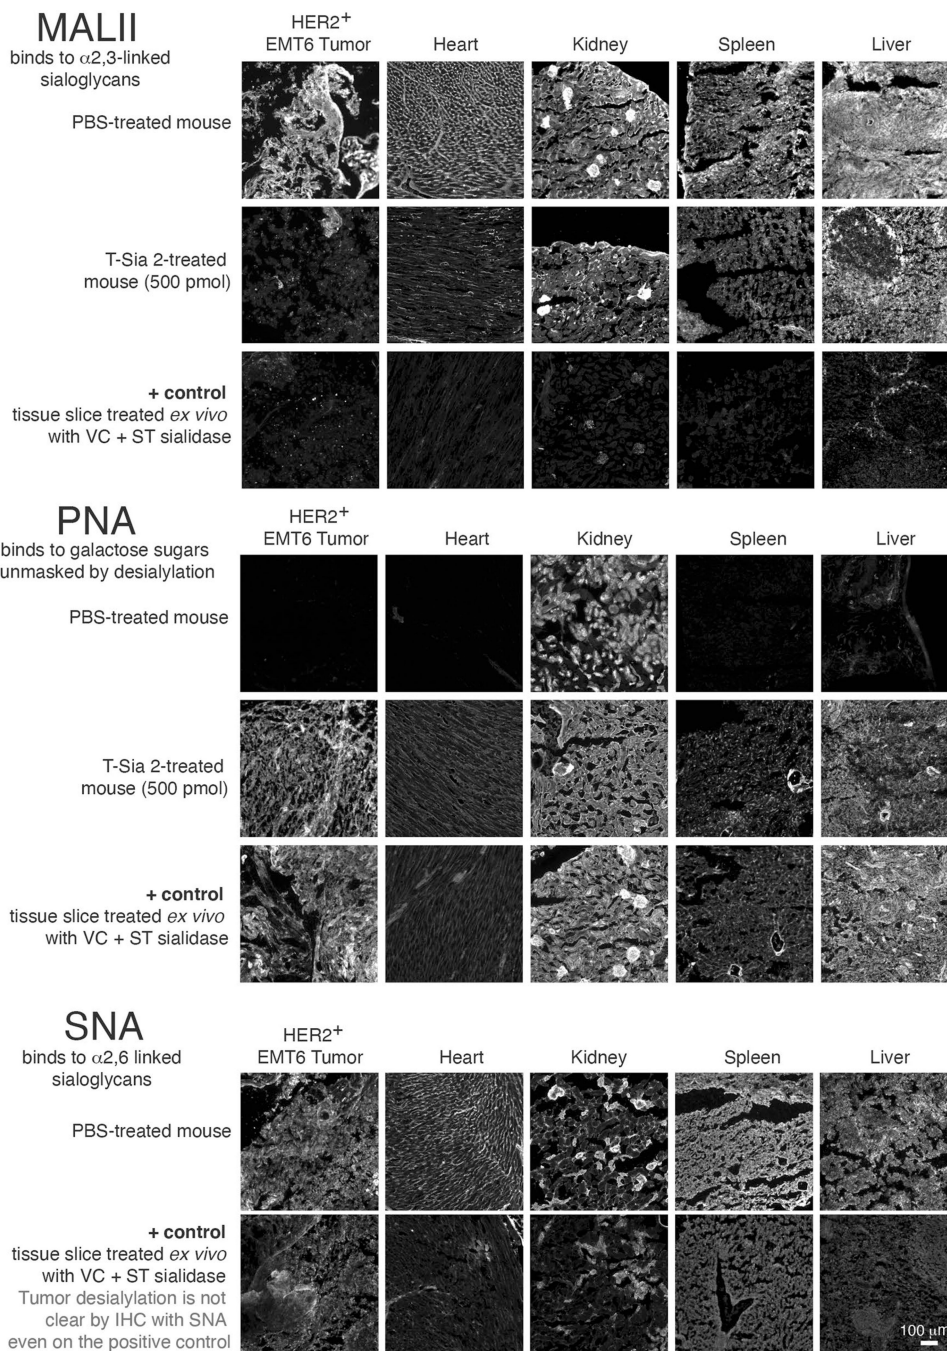 MALII
binds to α2,3-linked
sialoglycans
HER2+
EMT6 Tumor
Heart
Kidney
Spleen
Liver
PBS-treated mouse
T-Sia 2-treated
mouse (500 pmol)
+ control
tissue slice treated ex vivo
with VC + ST sialidase
PNA
binds to galactose sugars
unmasked by desialylation
HER2+
EMT6 Tumor
Heart
Kidney
Spleen
Liver
PBS-treated mouse
T-Sia 2-treated
mouse (500 pmol)
+ control
tissue slice treated ex vivo
with VC + ST sialidase
SNA
binds to α2,6 linked
sialoglycans
HER2+
EMT6 Tumor
Heart
Kidney
Spleen
Liver
PBS-treated mouse
+ control
tissue slice treated ex vivo
with VC + ST sialidase
Tumor desialylation is not
clear by IHC with SNA
even on the positive control
100 μm